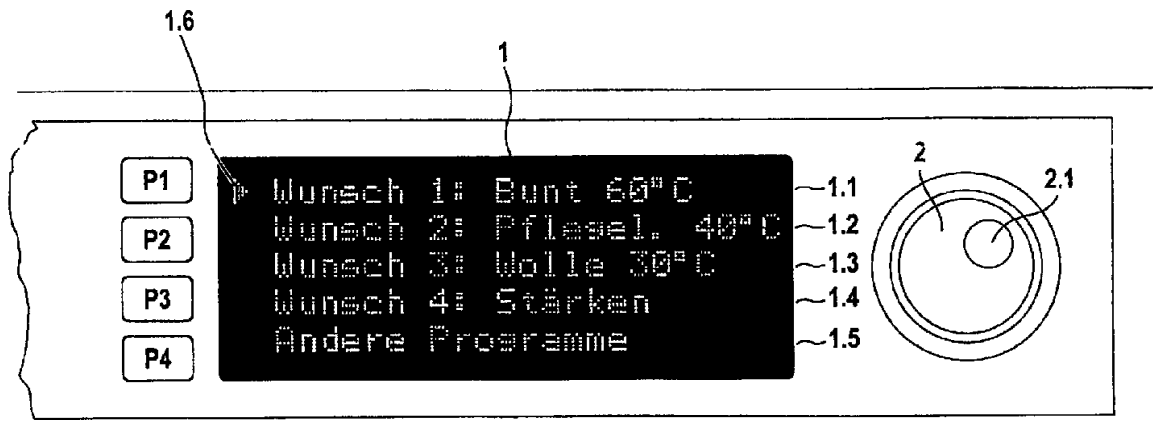 1.6
1
P1
P2
P3
P4
Wunsch 1: Bunt 60°C
Wunsch 2: Pflegel. 40°C
Wunsch 3: Wolle 30°C
Wunsch 4: Stärken
Andere Programme
1.1
1.2
1.3
1.4
1.5
2
2.1